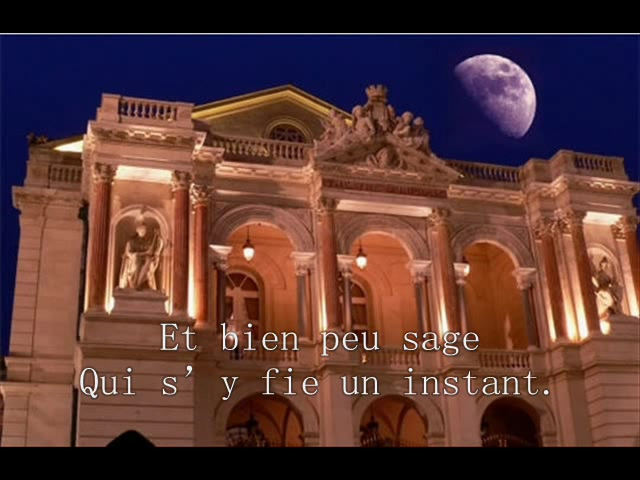 Et bien peu sage
Qui s’y fie un instant.